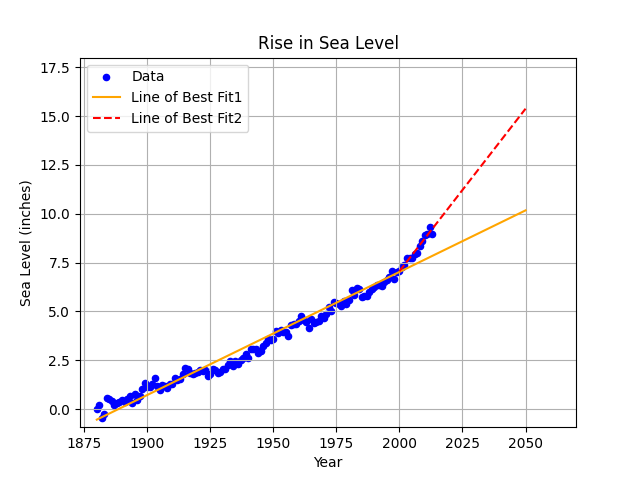 Rise in Sea Level
17.5
15.0
12.5
10.0
7.5
5.0
2.5
0.0
Sea Level (inches)
Data
Line of Best Fit1
Line of Best Fit2
1875 1900 1925 1950 1975 2000 2025 2050
Year